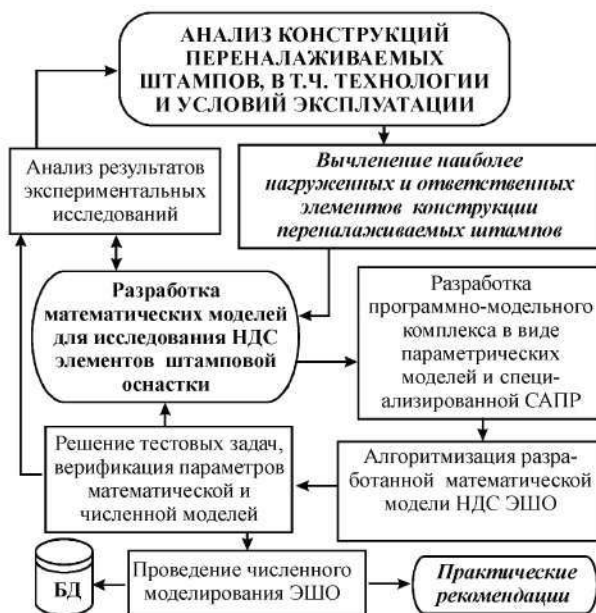 АНАЛИЗ КОНСТРУКЦИЙ
ПЕРЕНАЛАЖИВАЕМЫХ
ШТАМПОВ, В Т.Ч. ТЕХНОЛОГИИ
И УСЛОВИЙ ЭКСПЛУАТАЦИИ
Анализ результатов
экспериментальных
исследований
Вычленение наиболее
нагруженных и ответственных
элементов конструкции
переналаживаемых штампов
Разработка
математических моделей
для исследования НДС
элементов штамповой
оснастки
Разработка
программно-модельного
комплекса в виде
параметрических
моделей и специ-
ализированной САПР
Решение тестовых задач,
верификация параметров
математической и
численной моделей
Алгоритмизация разра-
ботанной математической
модели НДС ЭШО
БД
Проведение численного
моделирования ЭШО
Практические
рекомендации